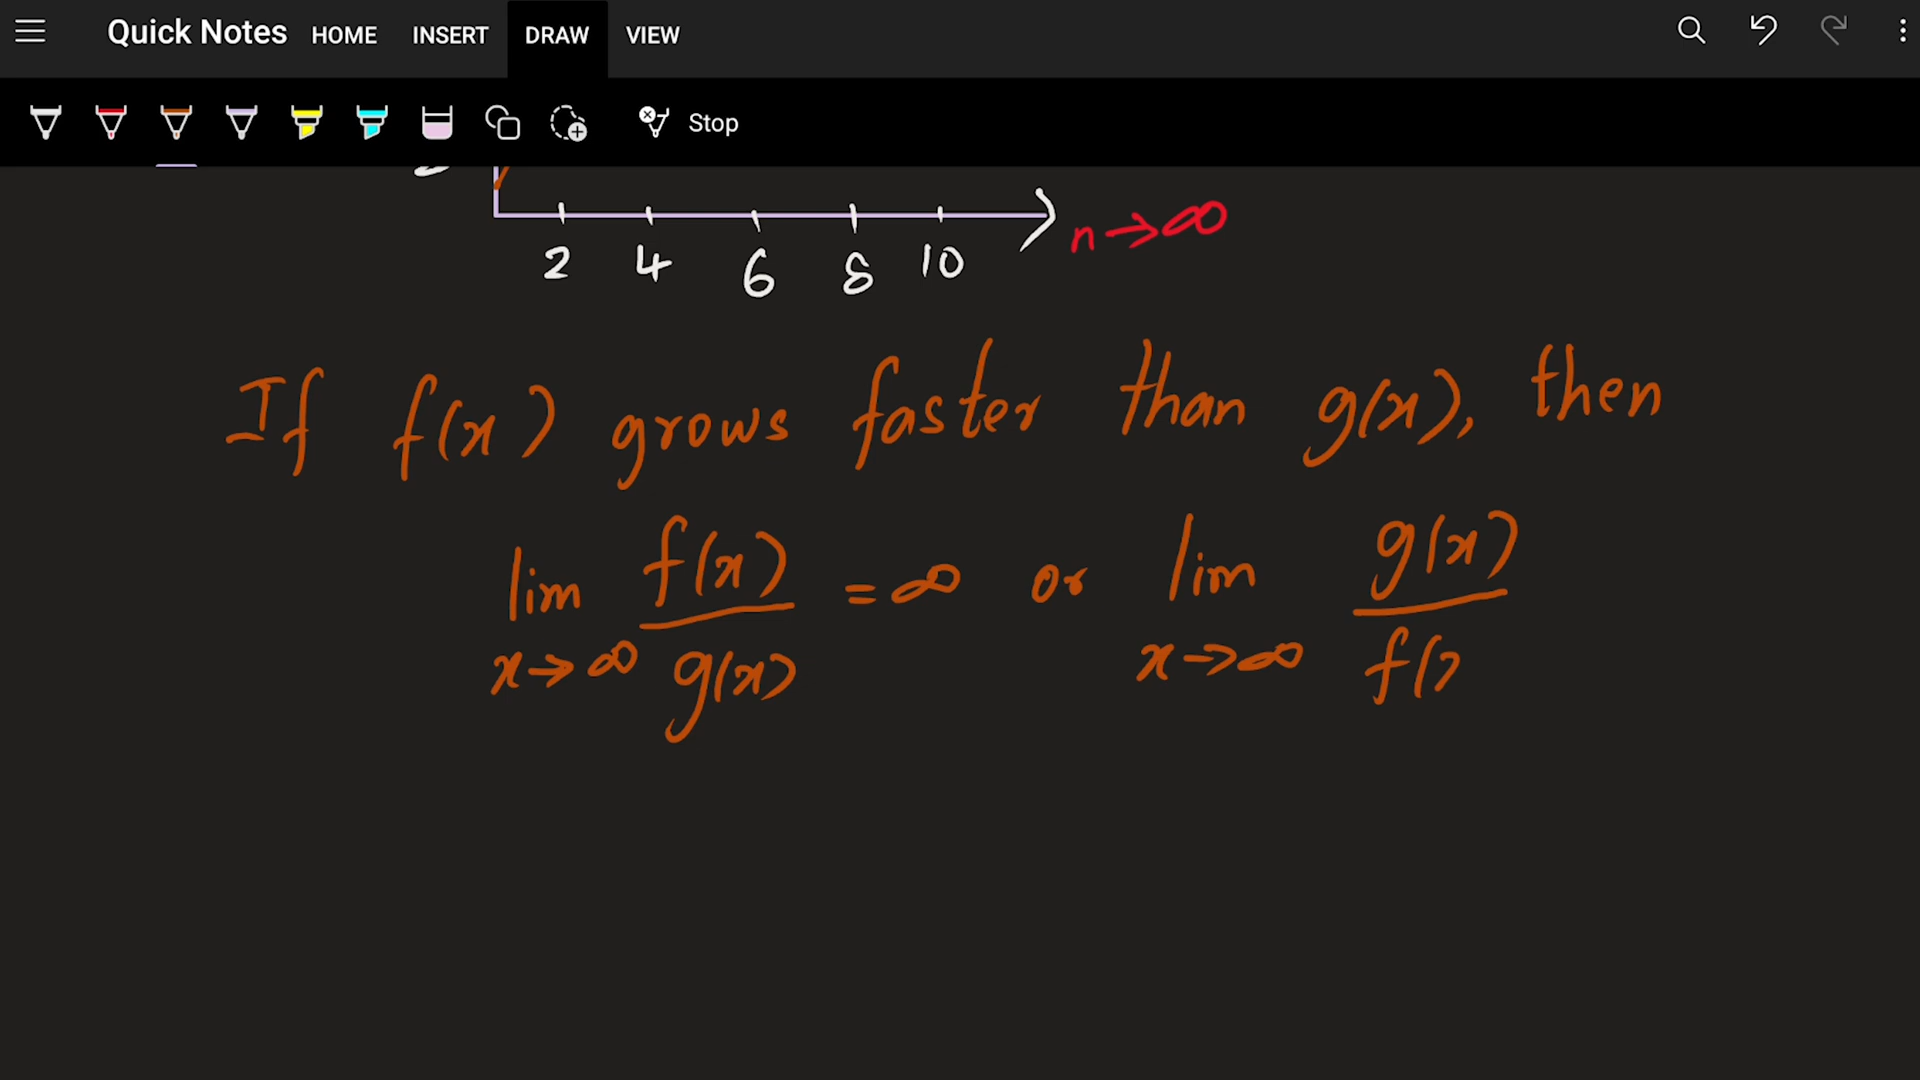 Quick Notes HOME INSERT DRAW VIEW
Stop
n→∞
2 4 6 8 10
If f(x) grows faster than g(x), then
lim x→∞ f(x)/g(x) = ∞ or lim x→∞ g(x)/f(